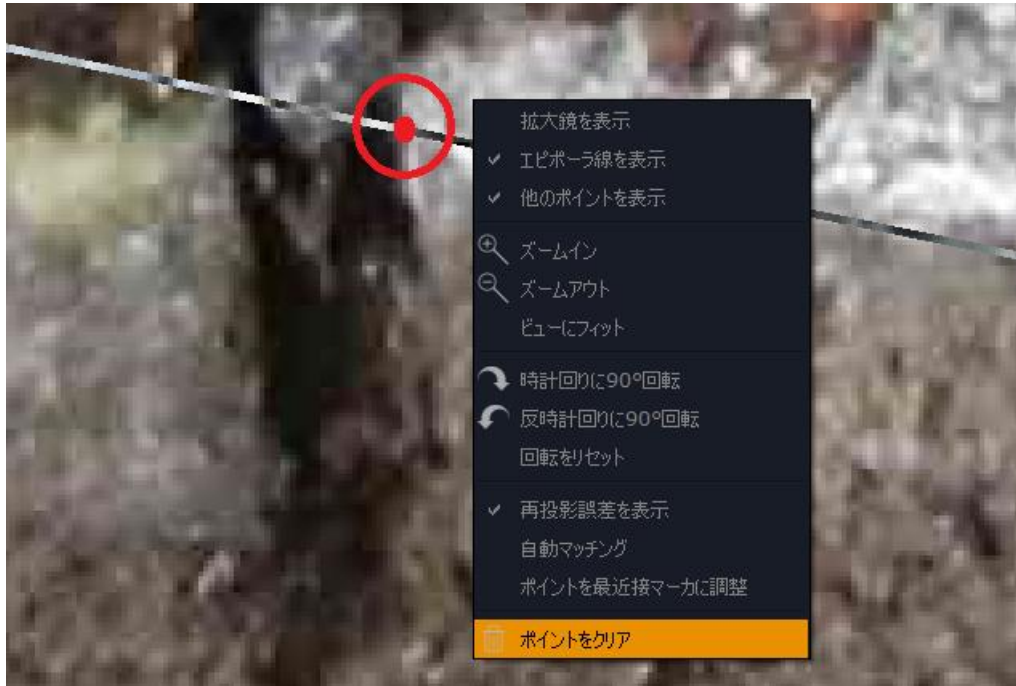 拡大鏡を表示
エピポーラ線を表示
他のポイントを表示
ズームイン
ズームアウト
ビューにフィット
時計回りに90°回転
反時計回りに90°回転
回転をリセット
再投影誤差を表示
自動マッチング
ポイントを最近接マーカに調整
ポイントをクリア